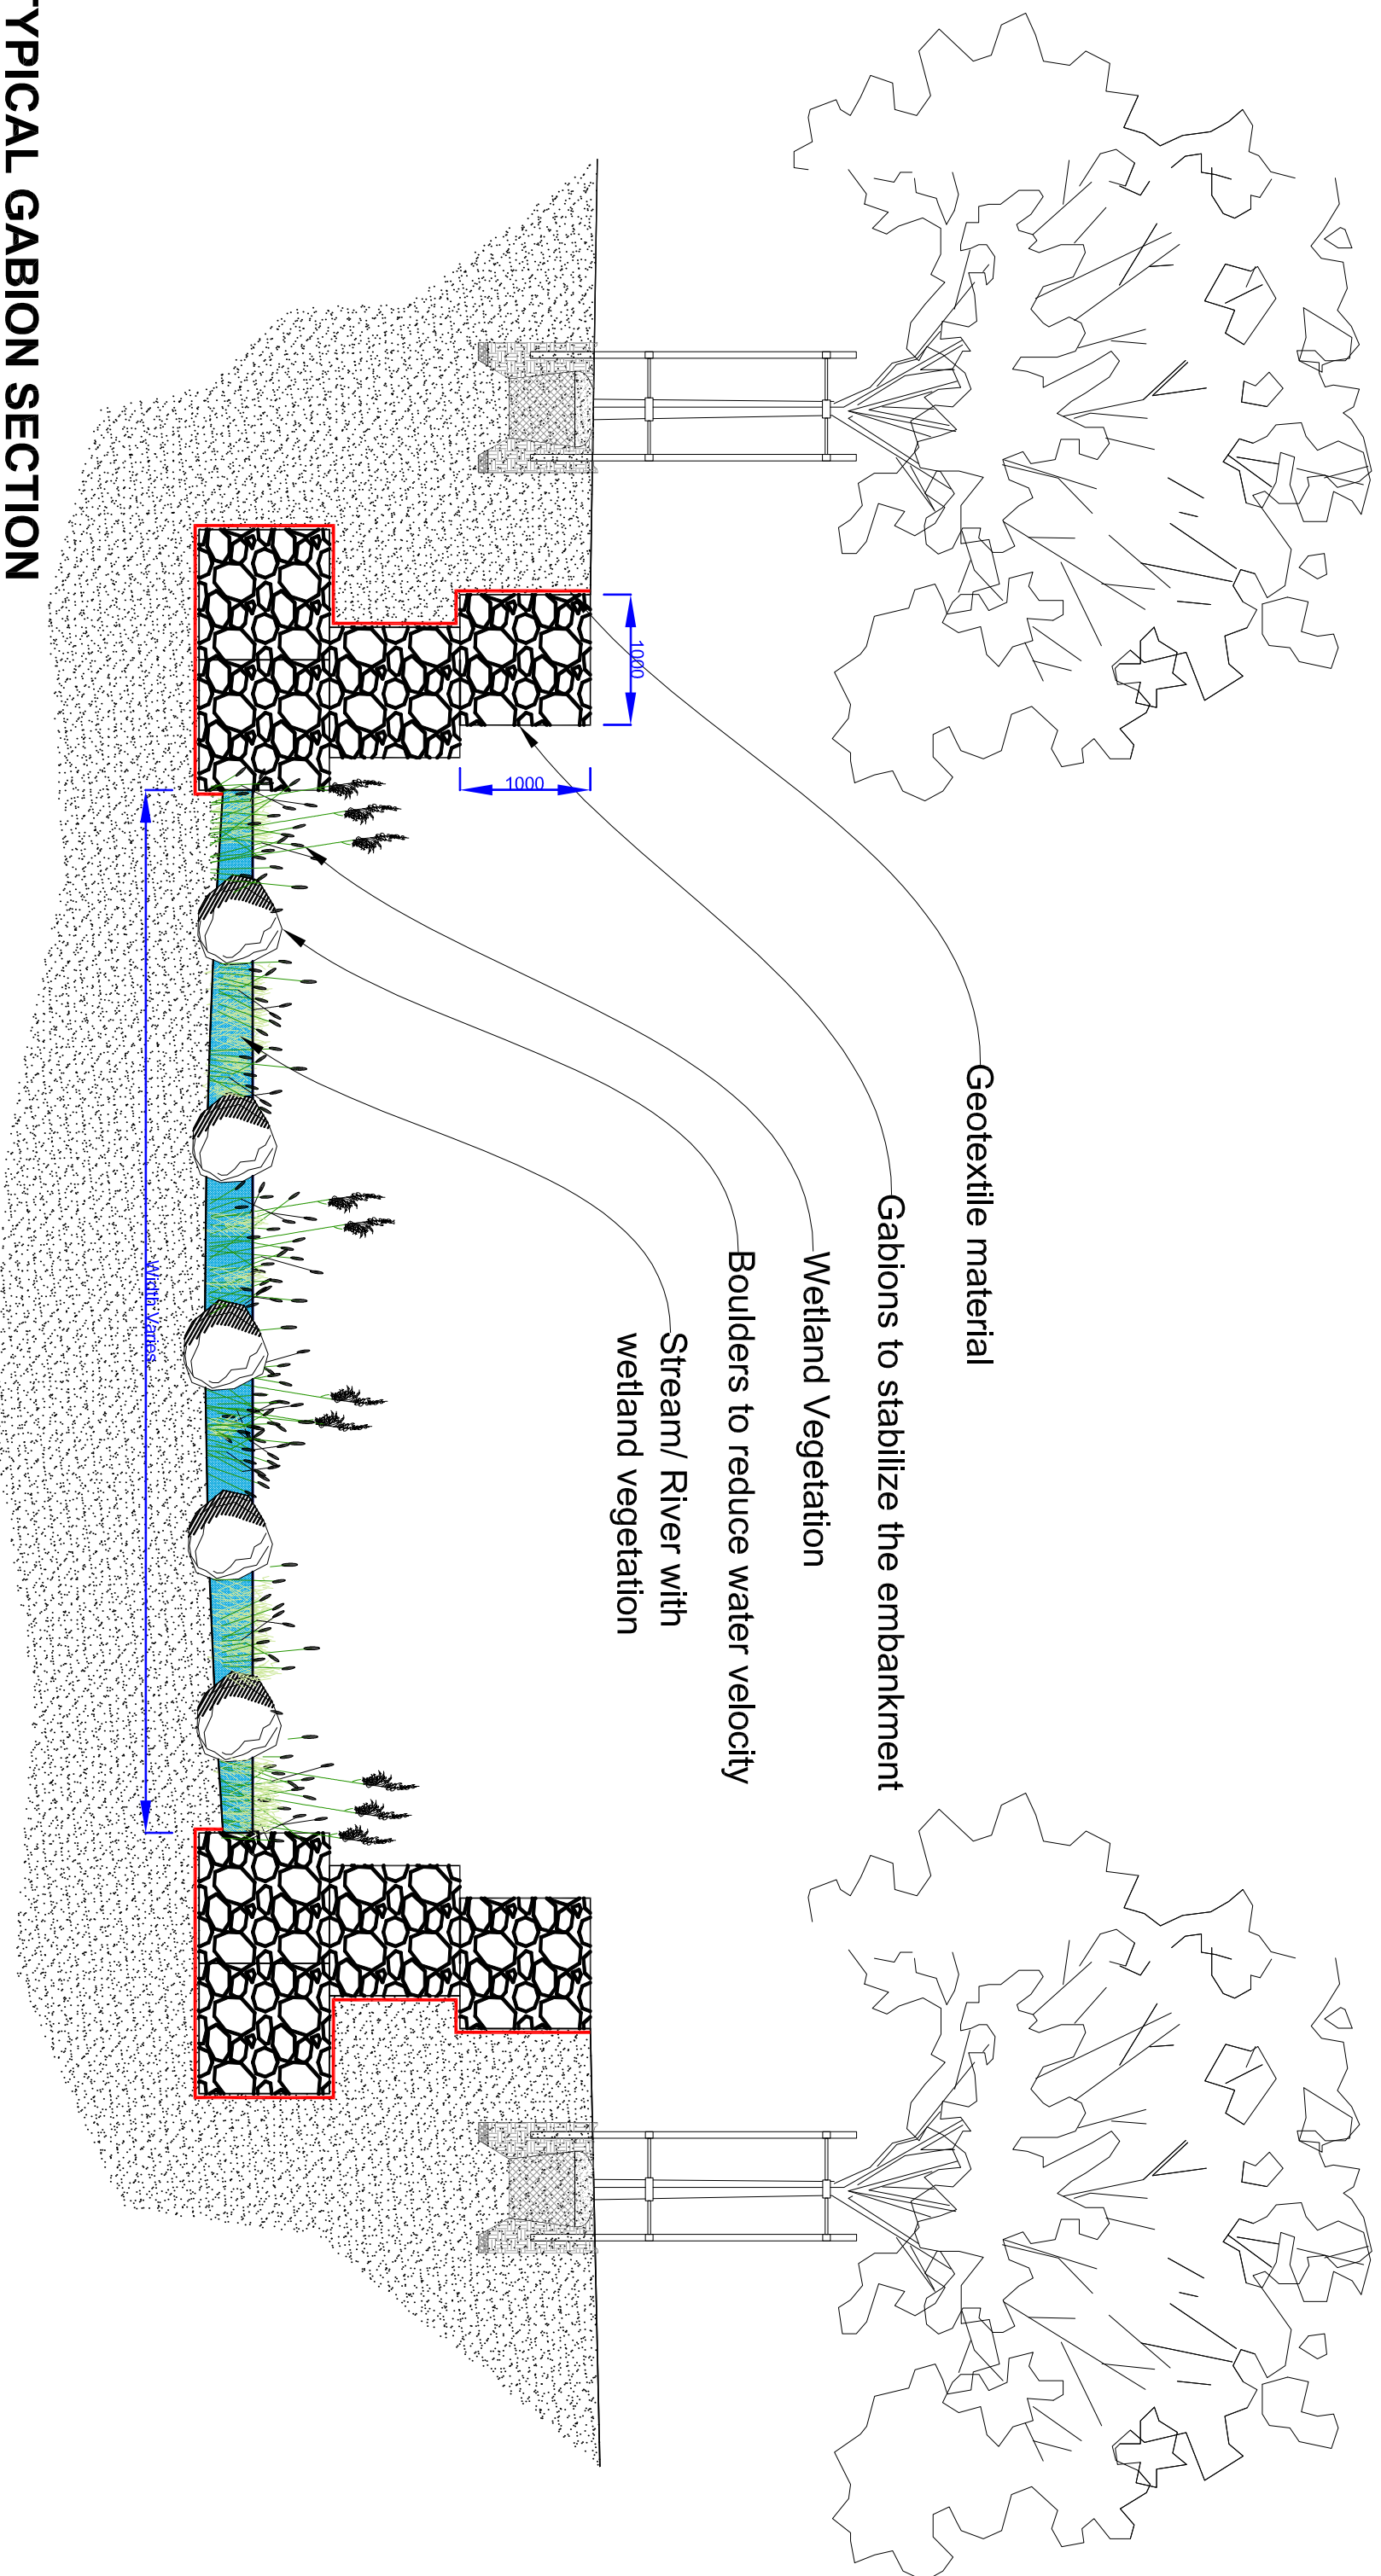 Geotextile material
Gabions to stabilize the embankment
Wetland Vegetation
Boulders to reduce water velocity
Stream/ River with
wetland vegetation
1000
1000
Width Varies
YPICAL GABION SECTION